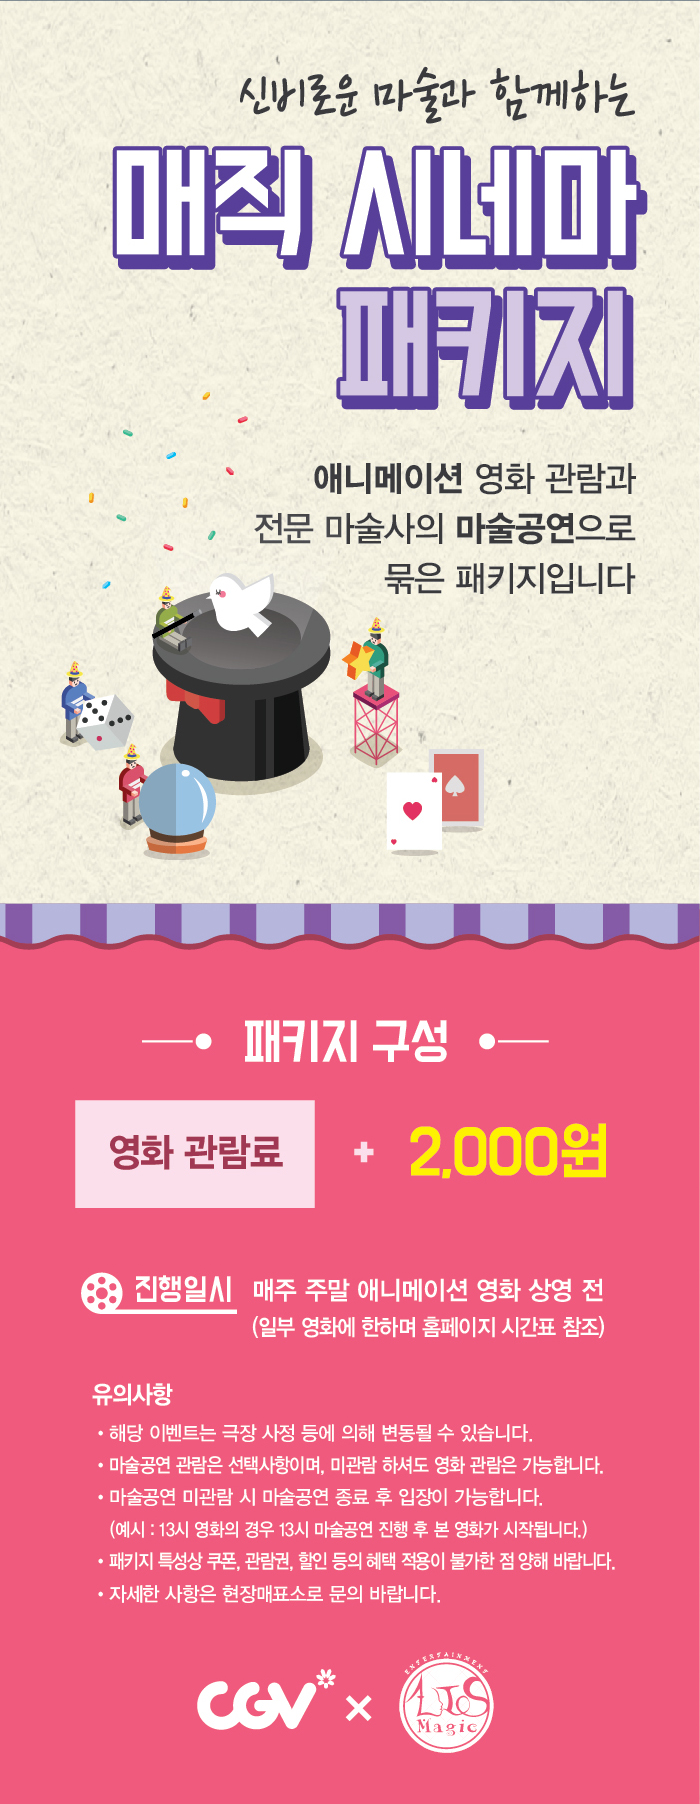 신비로운 마술과 함께하는
매직 시네마
패키지
애니메이션 영화 관람과
전문 마술사의 마술공연으로
묶은 패키지입니다
패키지 구성
영화 관람료 + 2,000원
진행일시 매주 주말 애니메이션 영화 상영 전
(일부 영화에 한하며 홈페이지 시간표 참조)
유의사항
• 해당 이벤트는 극장 사정 등에 의해 변동될 수 있습니다.
• 마술공연 관람은 선택사항이며, 미관람 하셔도 영화 관람은 가능합니다.
• 마술공연 미관람 시 마술공연 종료 후 입장이 가능합니다.
(예시 : 13시 영화의 경우 13시 마술공연 진행 후 본 영화가 시작됩니다.)
• 패키지 특성상 쿠폰, 관람권, 할인 등의 혜택 적용이 불가한 점 양해 바랍니다.
• 자세한 사항은 현장매표소로 문의 바랍니다.
CGV ×
ENTERTAINMENT
Magic